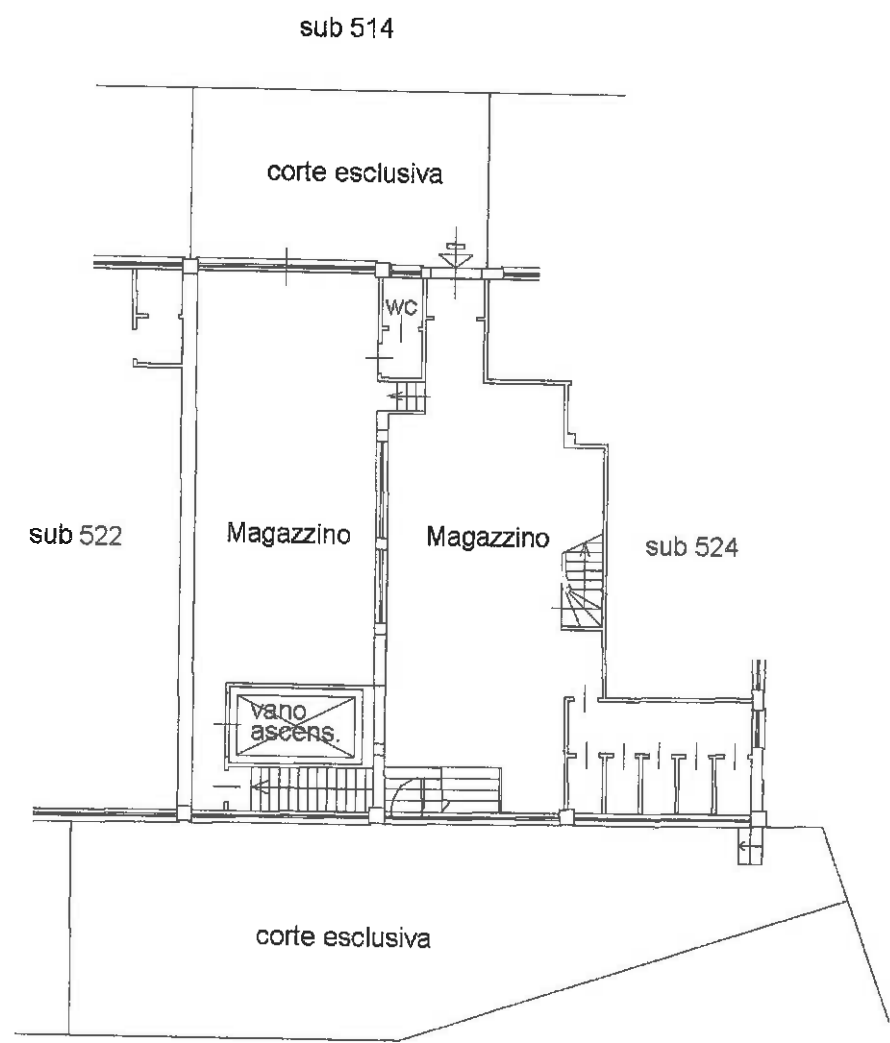 sub 514
corte esclusiva
wc
sub 522
Magazzino
Magazzino
sub 524
vano
ascens.
corte esclusiva